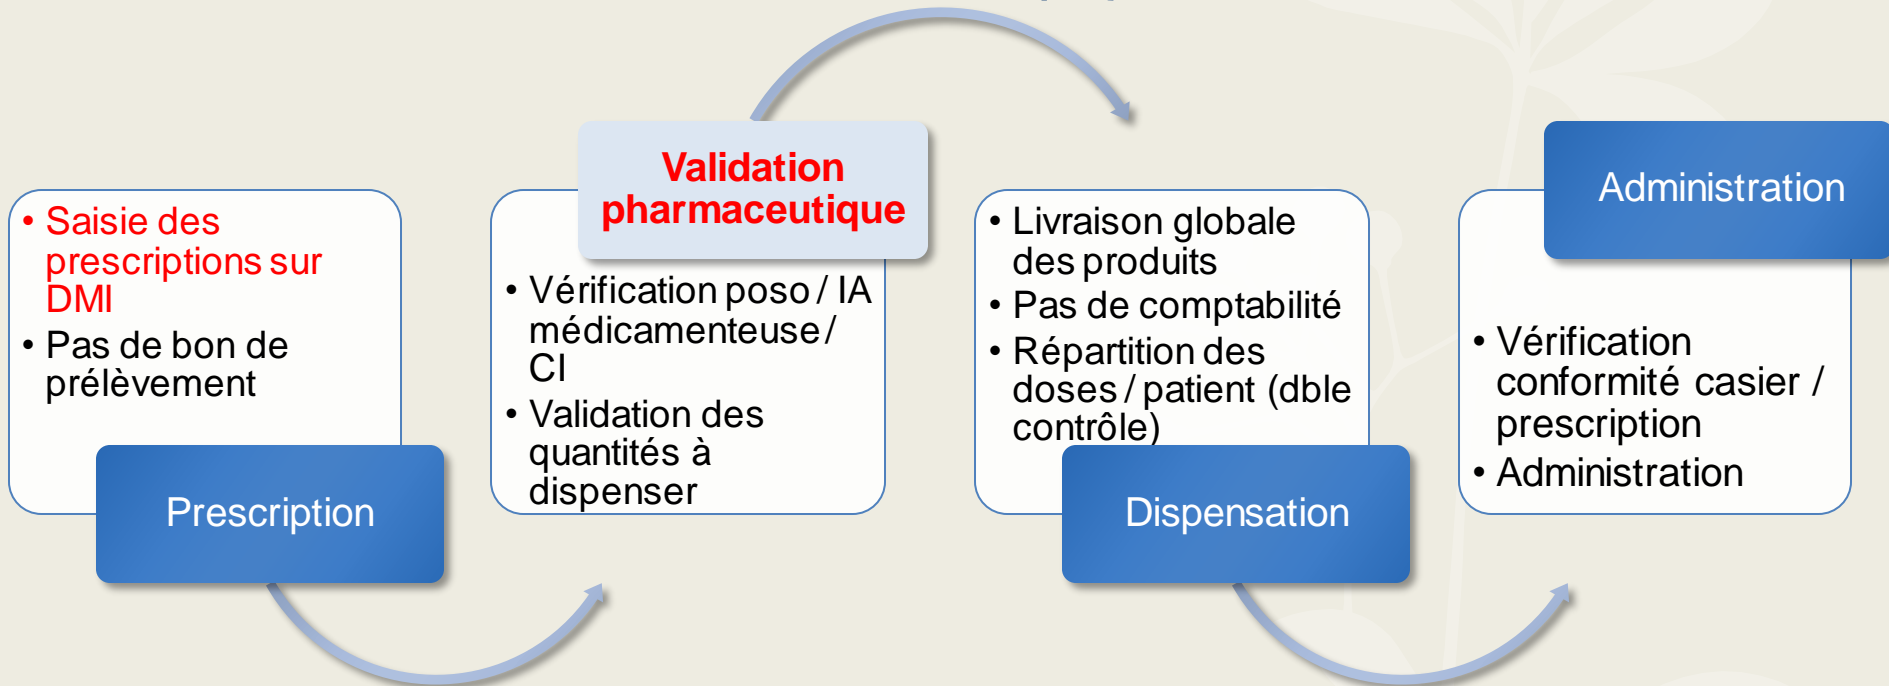 • Saisie des
prescriptions sur
DMI
• Pas de bon de
prélèvement
Prescription
Validation
pharmaceutique
• Vérification poso / IA
médicamenteuse /
CI
• Validation des
quantités à
dispenser
• Livraison globale
des produits
• Pas de comptabilité
• Répartition des
doses / patient (dble
contrôle)
Dispensation
Administration
• Vérification
conformité casier /
prescription
• Administration